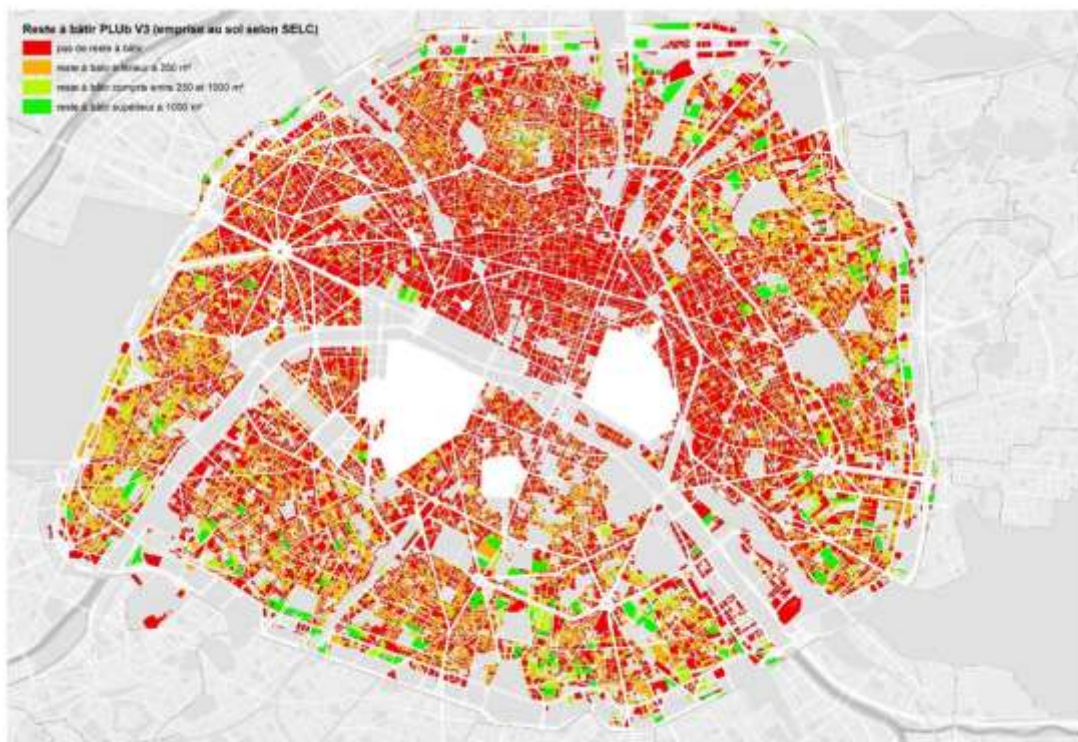 Reste à bâtir PLUb V3 (emprise au sol selon SELC)
pas de reste à bâtir
reste à bâtir inférieur à 250 m²
reste à bâtir compris entre 250 et 1000 m²
reste à bâtir supérieur à 1000 m²